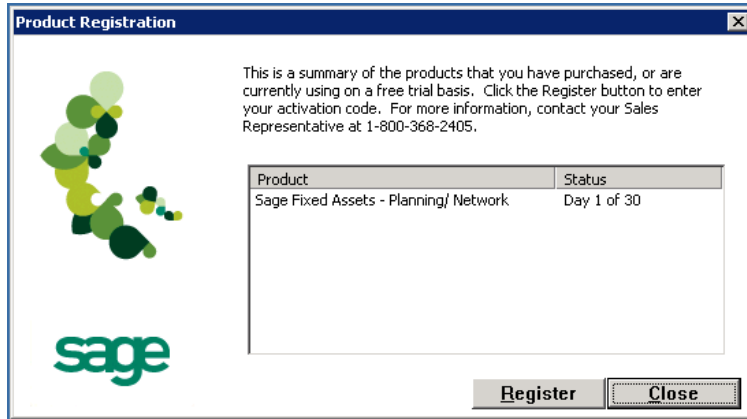 Product Registration
This is a summary of the products that you have purchased, or are
currently using on a free trial basis.  Click the Register button to enter
your activation code.  For more information, contact your Sales
Representative at 1-800-368-2405.
Product Status
Sage Fixed Assets - Planning/ Network Day 1 of 30
sage
Register Close